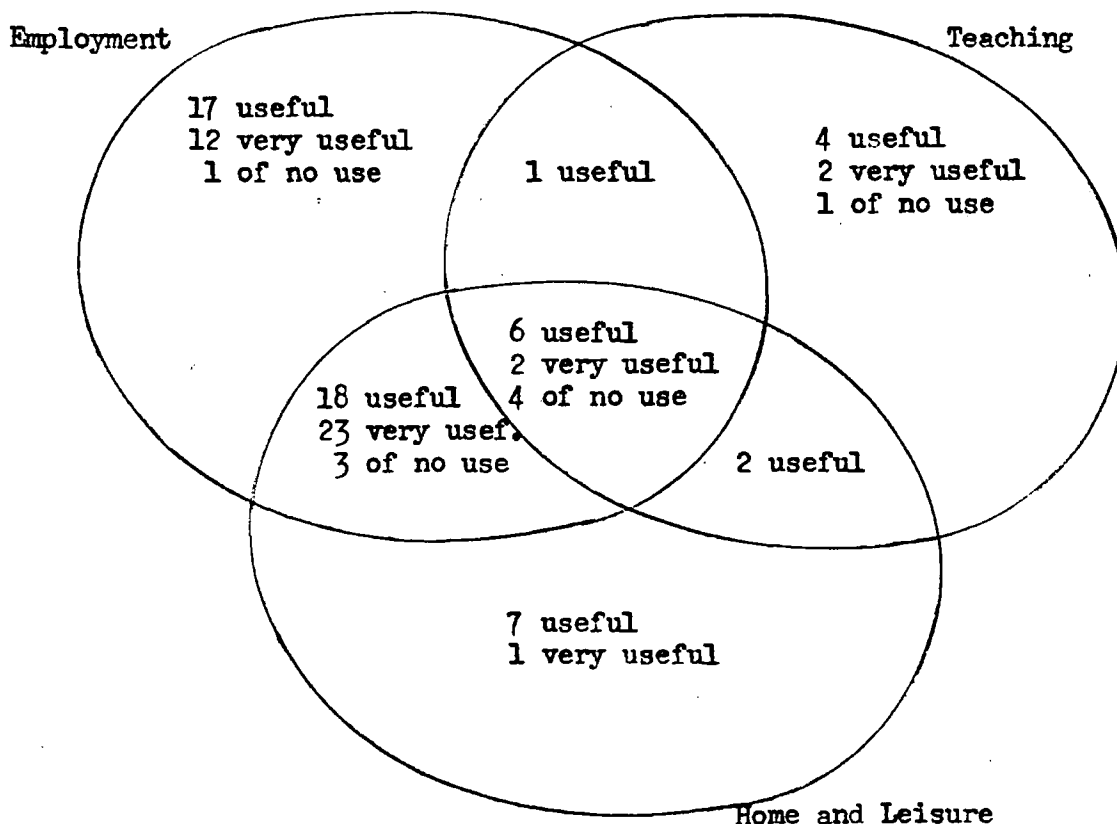 Employment
Teaching
17 useful
12 very useful
1 of no use
1 useful
4 useful
2 very useful
1 of no use
6 useful
2 very useful
4 of no use
18 useful
23 very usef.
3 of no use
2 useful
7 useful
1 very useful
Home and Leisure